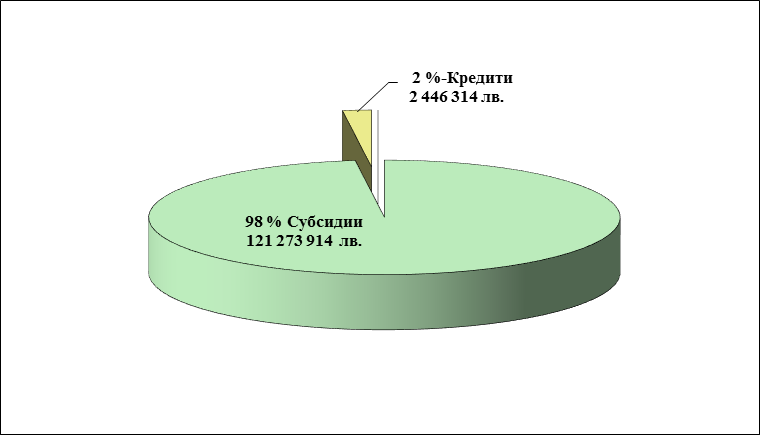 2 %-Кредити
2 446 314 лв.
98 % Субсидии
121 273 914 лв.